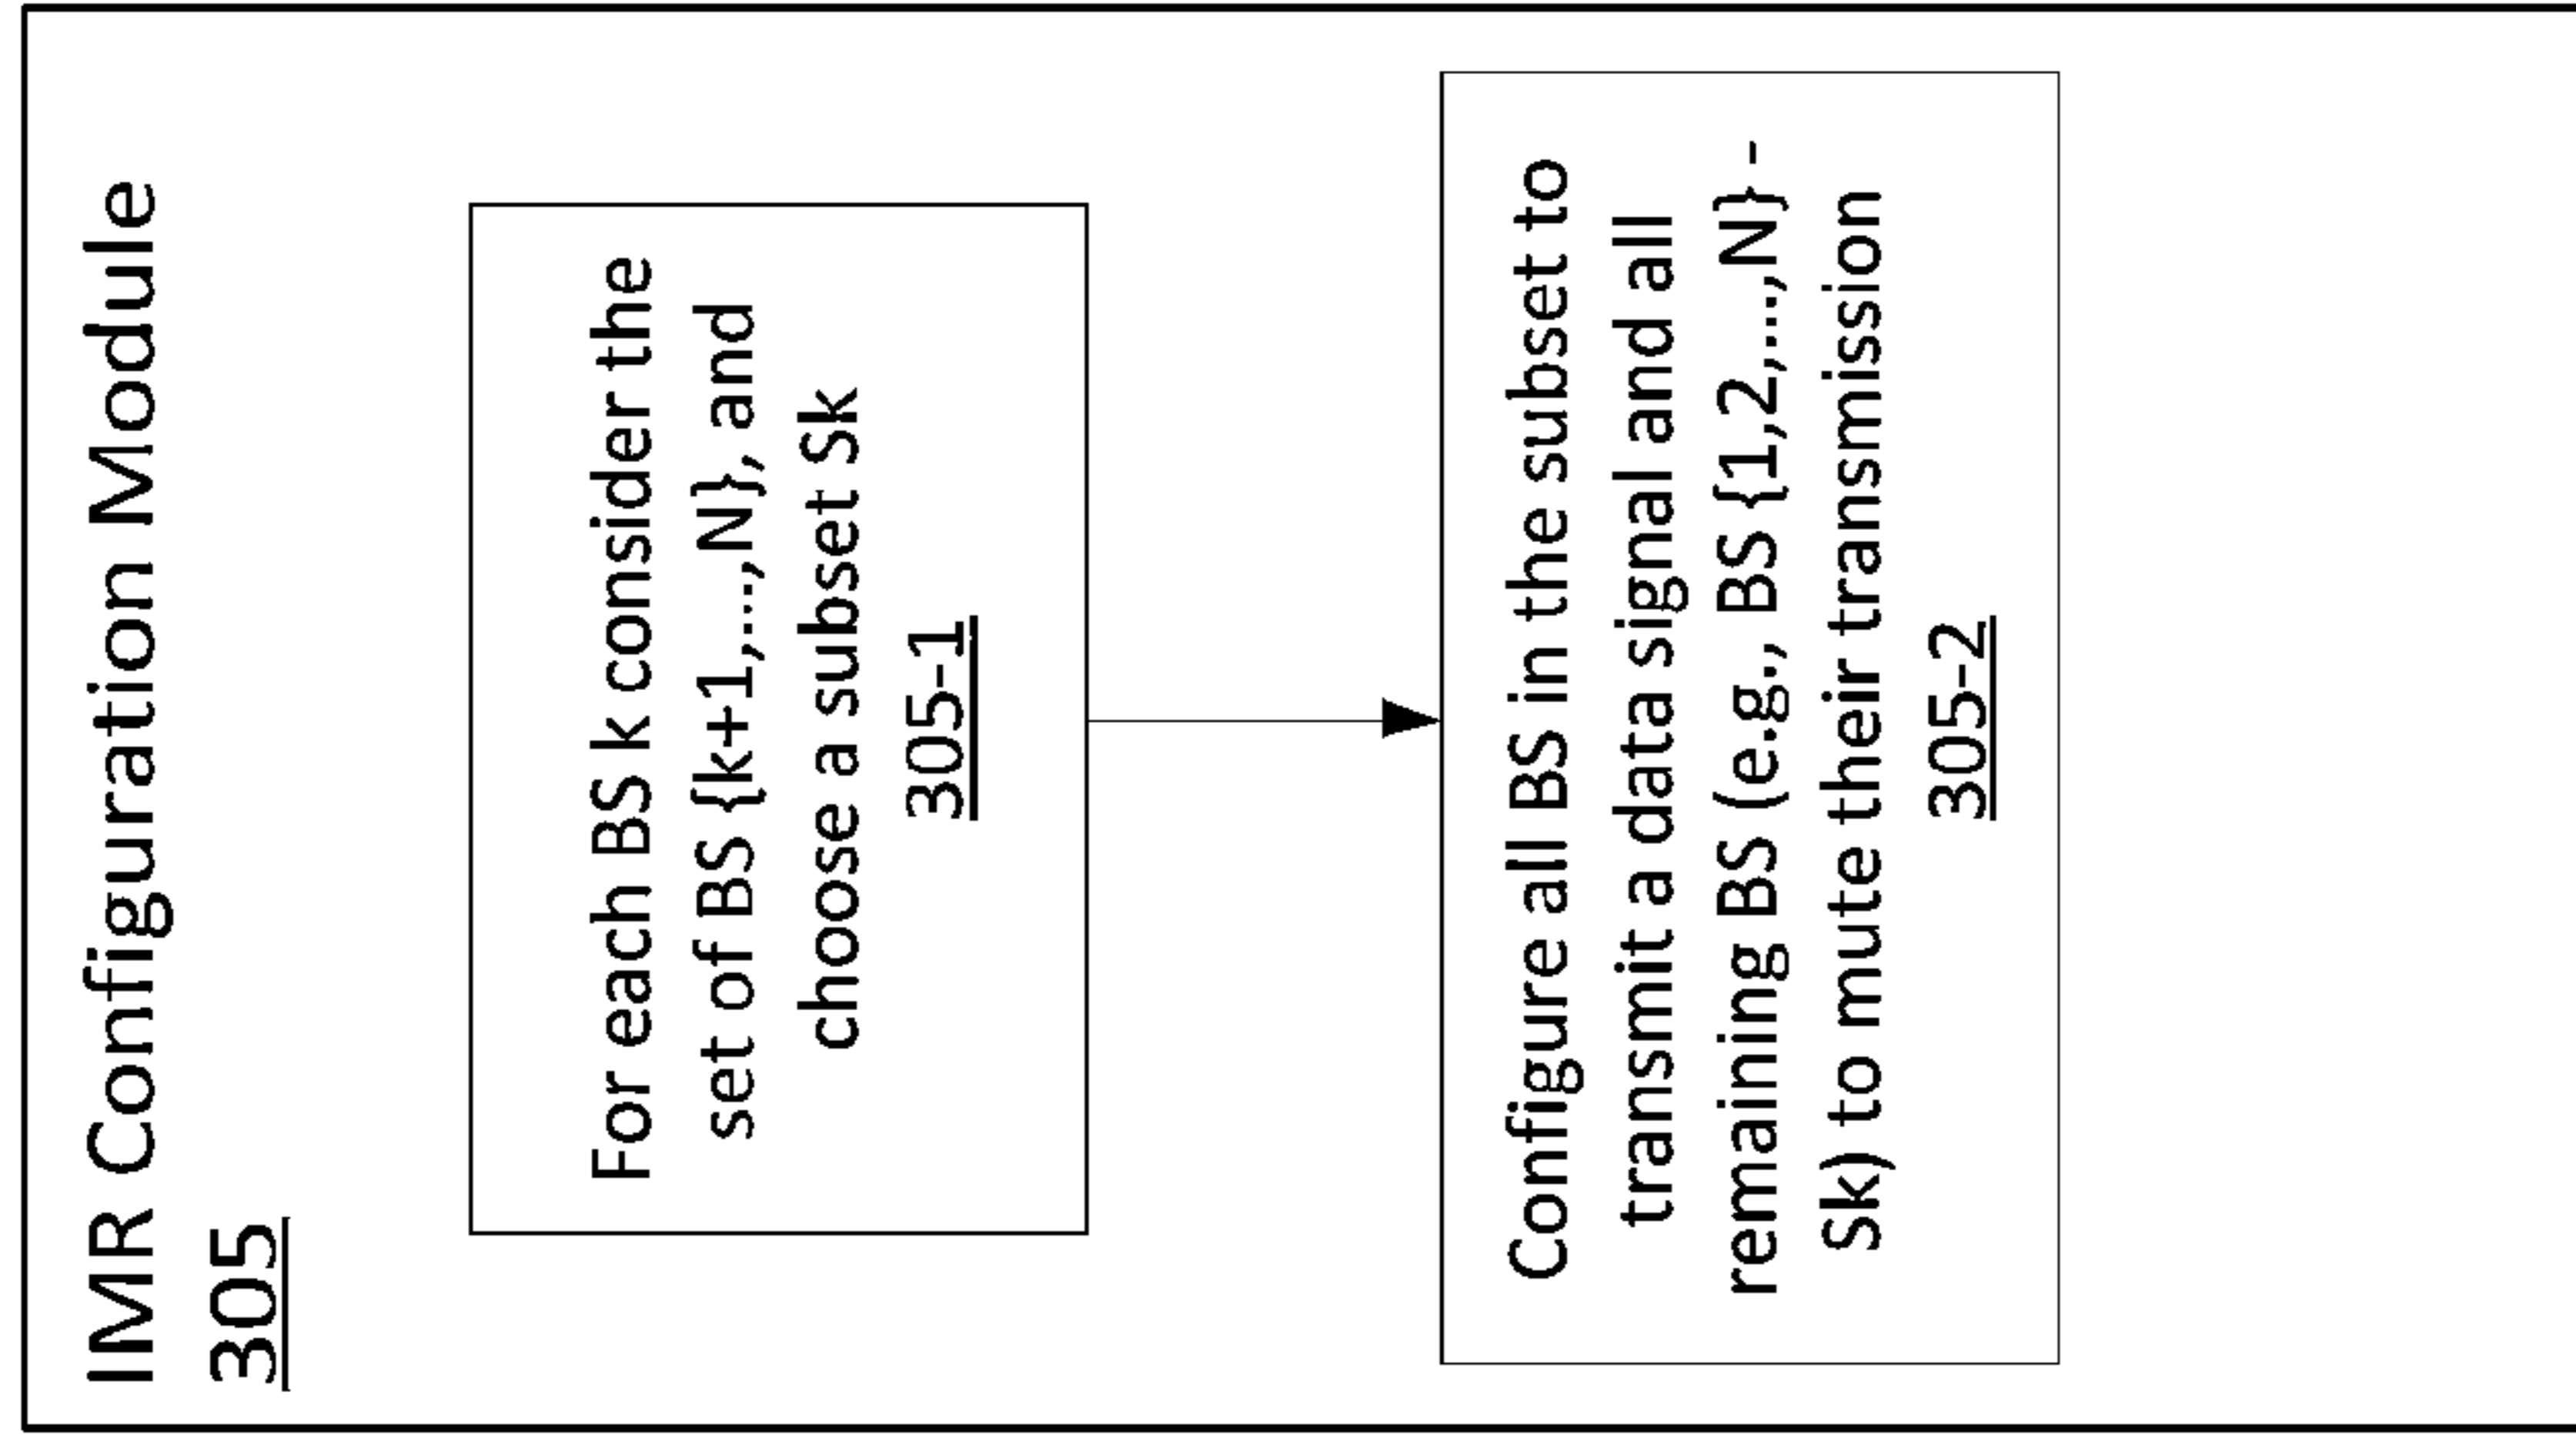 IMR Configuration Module
305
For each BS k consider the
set of BS {k+1,...,N}, and
choose a subset Sk
305-1
Configure all BS in the subset to
transmit a data signal and all
remaining BS (e.g., BS {1,2,...,N} -
Sk) to mute their transmission
305-2